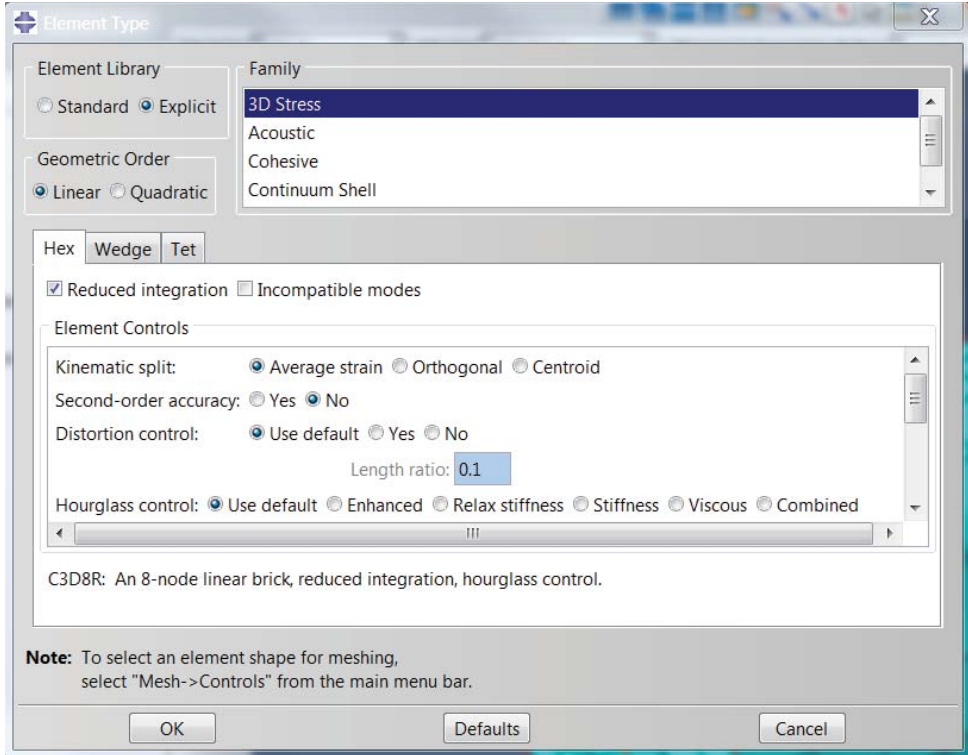 Element Type
X
Element Library
Family
Standard Explicit
3D Stress
Acoustic
Cohesive
Continuum Shell
Geometric Order
Linear Quadratic
Hex Wedge Tet
Reduced integration Incompatible modes
Element Controls
Kinematic split: Average strain Orthogonal Centroid
Second-order accuracy: Yes No
Distortion control: Use default Yes No
Length ratio: 0.1
Hourglass control: Use default Enhanced Relax stiffness Stiffness Viscous Combined
C3D8R: An 8-node linear brick, reduced integration, hourglass control.
Note: To select an element shape for meshing,
select "Mesh->Controls" from the main menu bar.
OK Defaults Cancel